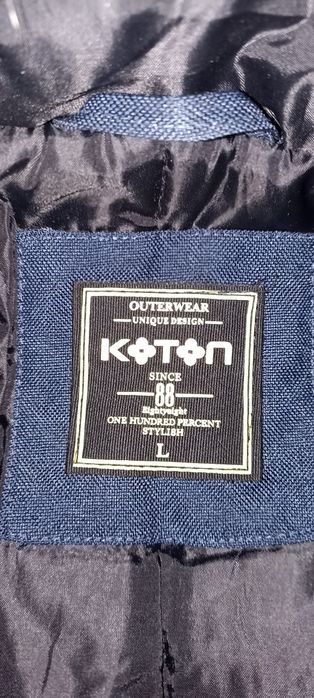 OUTERWEAR
UNIQUE DESIGN
KOTON
SINCE
88
Eightyeight
ONE HUNDRED PERCENT
STYLISH
L